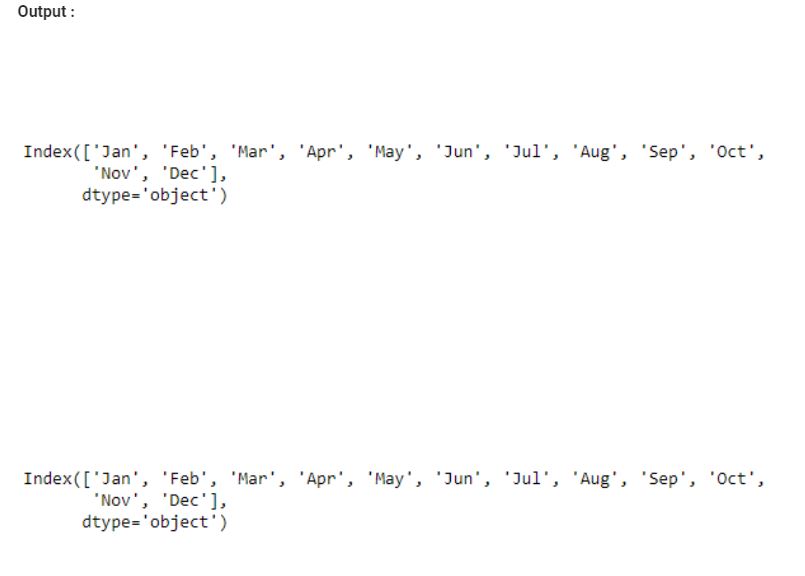 Output :
Index(['Jan', 'Feb', 'Mar', 'Apr', 'May', 'Jun', 'Jul', 'Aug', 'Sep', 'Oct',
'Nov', 'Dec'],
dtype='object')
Index(['Jan', 'Feb', 'Mar', 'Apr', 'May', 'Jun', 'Jul', 'Aug', 'Sep', 'Oct',
'Nov', 'Dec'],
dtype='object')